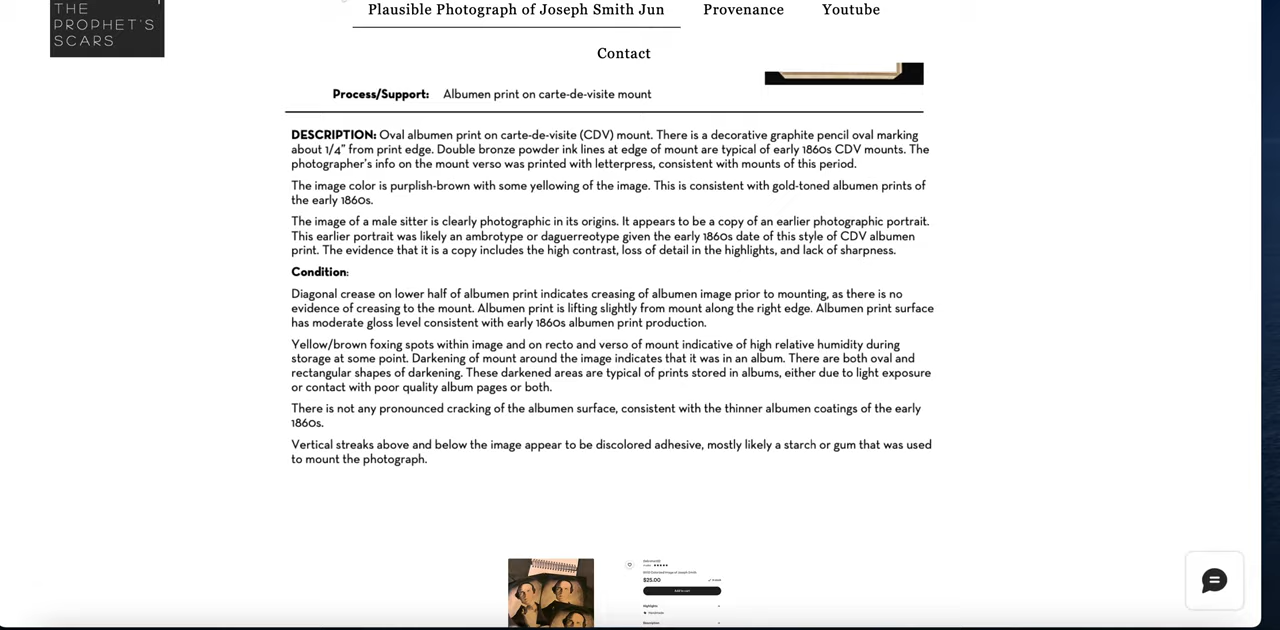 THE
PROPHET'S
SCARS
Plausible Photograph of Joseph Smith Jun
Provenance
Youtube
Contact
Process/Support: Albumen print on carte-de-visite mount
DESCRIPTION: Oval albumen print on carte-de-visite (CDV) mount. There is a decorative graphite pencil oval marking
about 1/4" from print edge. Double bronze powder ink lines at edge of mount are typical of early 1860s CDV mounts. The
photographer's info on the mount verso was printed with letterpress, consistent with mounts of this period.
The image color is purplish-brown with some yellowing of the image. This is consistent with gold-toned albumen prints of
the early 1860s.
The image of a male sitter is clearly photographic in its origins. It appears to be a copy of an earlier photographic portrait.
This earlier portrait was likely an ambrotype or daguerreotype given the early 1860s date of this style of CDV albumen
print. The evidence that it is a copy includes the high contrast, loss of detail in the highlights, and lack of sharpness.
Condition:
Diagonal crease on lower half of albumen print indicates creasing of albumen image prior to mounting, as there is no
evidence of creasing to the mount. Albumen print is lifting slightly from mount along the right edge. Albumen print surface
has moderate gloss level consistent with early 1860s albumen print production.
Yellow/brown foxing spots within image and on recto and verso of mount indicative of high relative humidity during
storage at some point. Darkening of mount around the image indicates that it was in an album. There are both oval and
rectangular shapes of darkening. These darkened areas are typical of prints stored in albums, either due to light exposure
or contact with poor quality album pages or both.
There is not any pronounced cracking of the albumen surface, consistent with the thinner albumen coatings of the early
1860s.
Vertical streaks above and below the image appear to be discolored adhesive, mostly likely a starch or gum that was used
to mount the photograph.
$25.00
Add to cart
Highlights
Handmade
Description